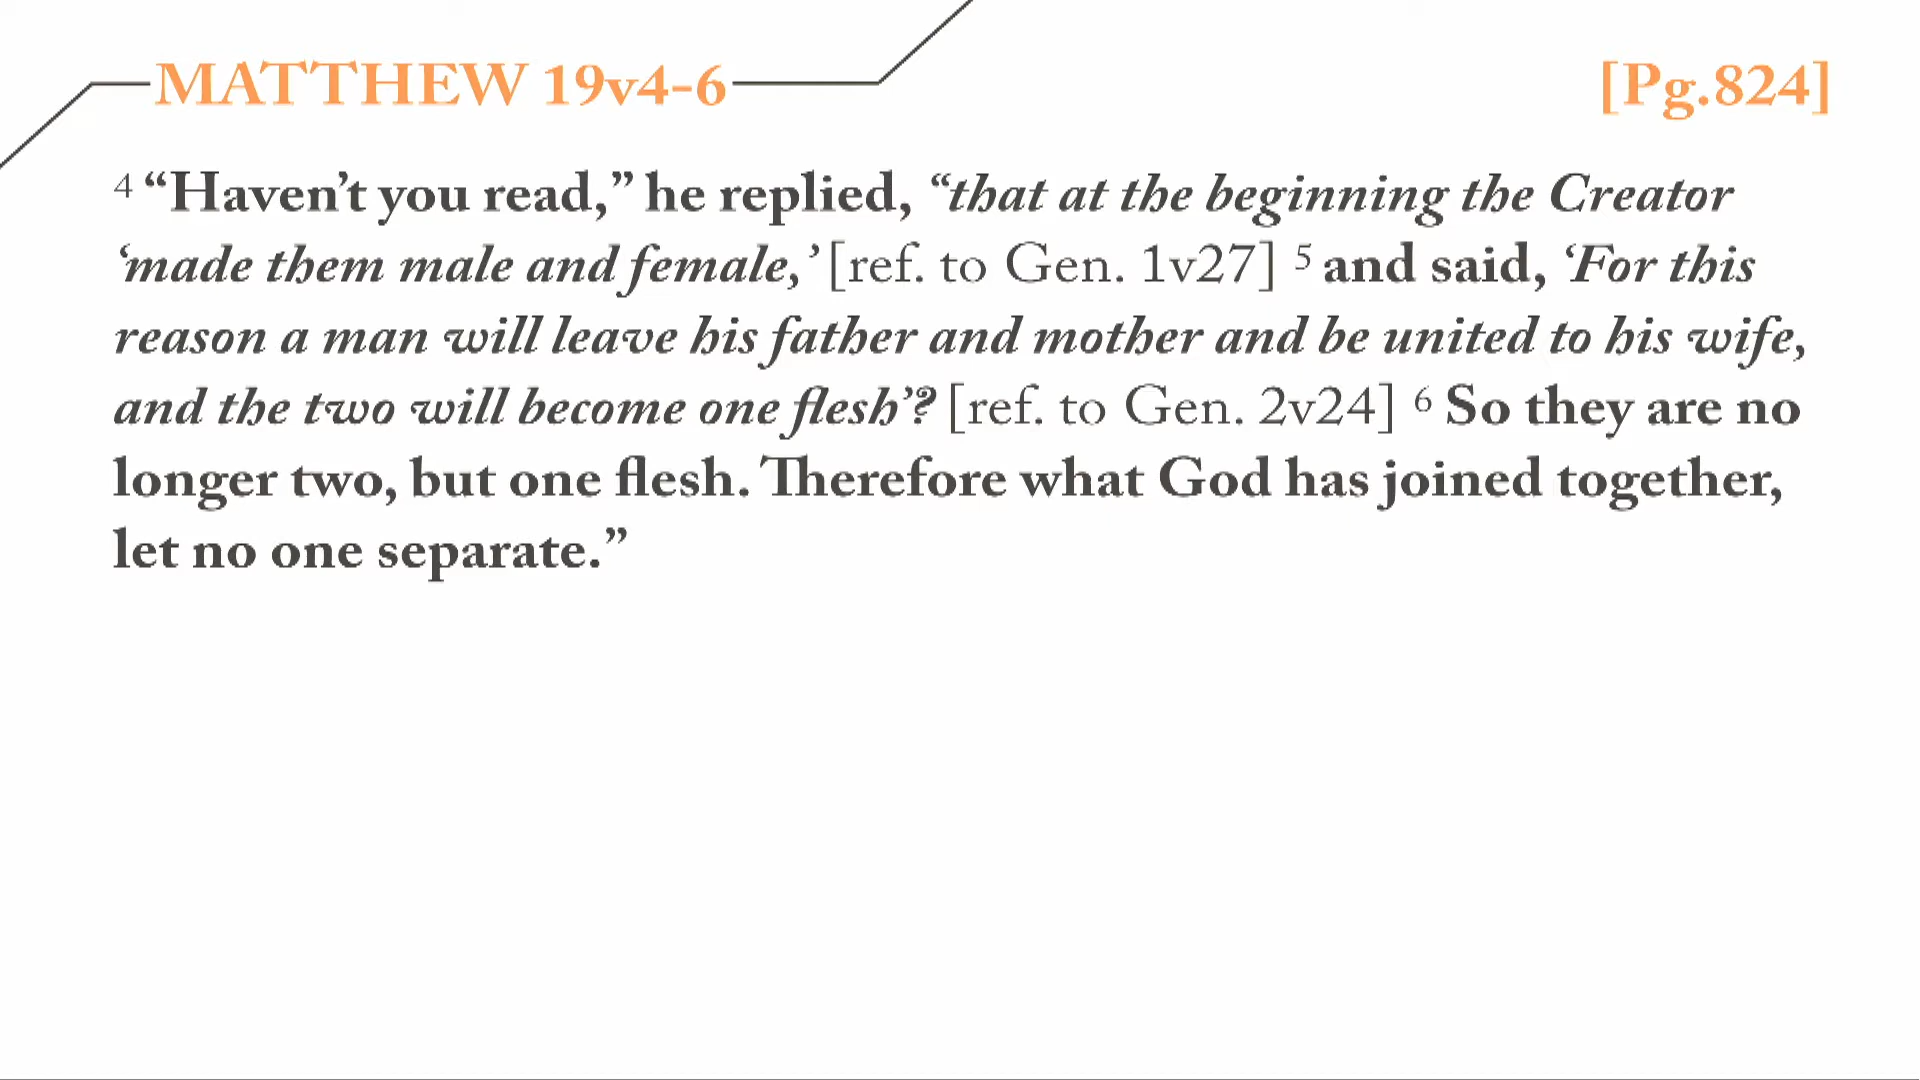 MATTHEW 19v4-6 [Pg.824]
4 “Haven’t you read,” he replied, “that at the beginning the Creator
‘made them male and female,’ [ref. to Gen. 1v27] 5 and said, ‘For this
reason a man will leave his father and mother and be united to his wife,
and the two will become one flesh’? [ref. to Gen. 2v24] 6 So they are no
longer two, but one flesh. Therefore what God has joined together,
let no one separate.”